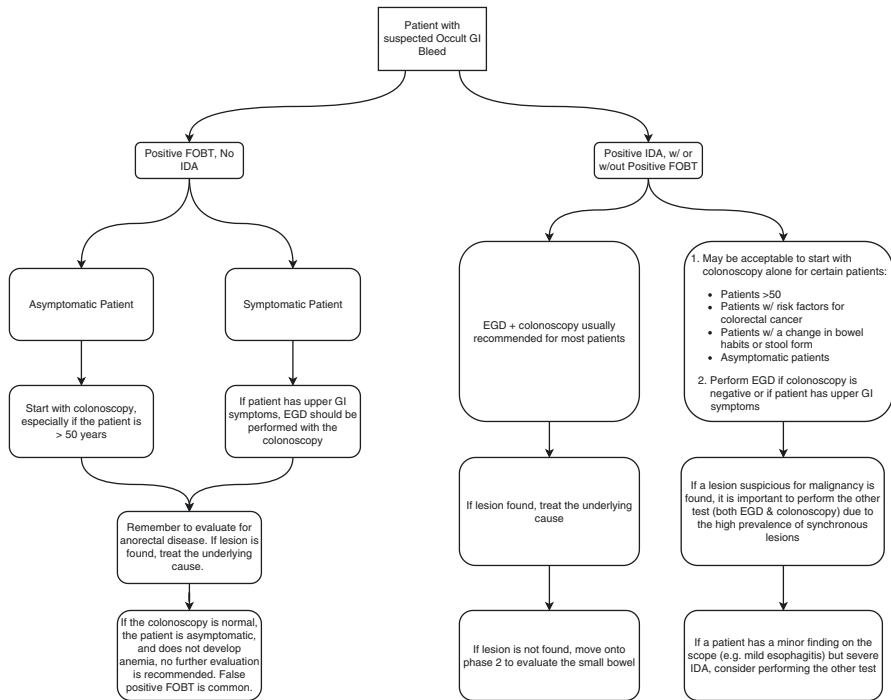 Patient with
suspected Occult GI
Bleed
Positive FOBT, No
IDA
Positive IDA, w/ or
w/out Positive FOBT
Asymptomatic Patient
Symptomatic Patient
EGD + colonoscopy usually
recommended for most
patients
1. May be acceptable to start with
colonoscopy alone for certain patients:
• Patients >50
• Patients w/ risk factors for
colorectal cancer
• Patients w/ a change in bowel
habits or stool form
• Asymptomatic patients
2. Perform EGD if colonoscopy is
negative or if patient has upper GI
symptoms
Start with colonoscopy,
especially if the patient is
> 50 years
If patient has upper GI
symptoms, EGD should be
performed with the
colonoscopy
If lesion found, treat the underlying
cause
If a lesion suspicious for malignancy is
found, it is important to perform the other
test (both EGD & colonoscopy) due to
the high prevalence of synchronous
lesions
Remember to evaluate for
anorectal disease. If lesion is
found, treat the underlying
cause.
If the colonoscopy is normal,
the patient is asymptomatic,
and does not develop
anemia, no further evaluation
is recommended. False
positive FOBT is common.
If lesion is not found, move onto
phase 2 to evaluate the small bowel
If a patient has a minor finding on the
scope (e.g. mild esophagitis) but severe
IDA, consider performing the other test